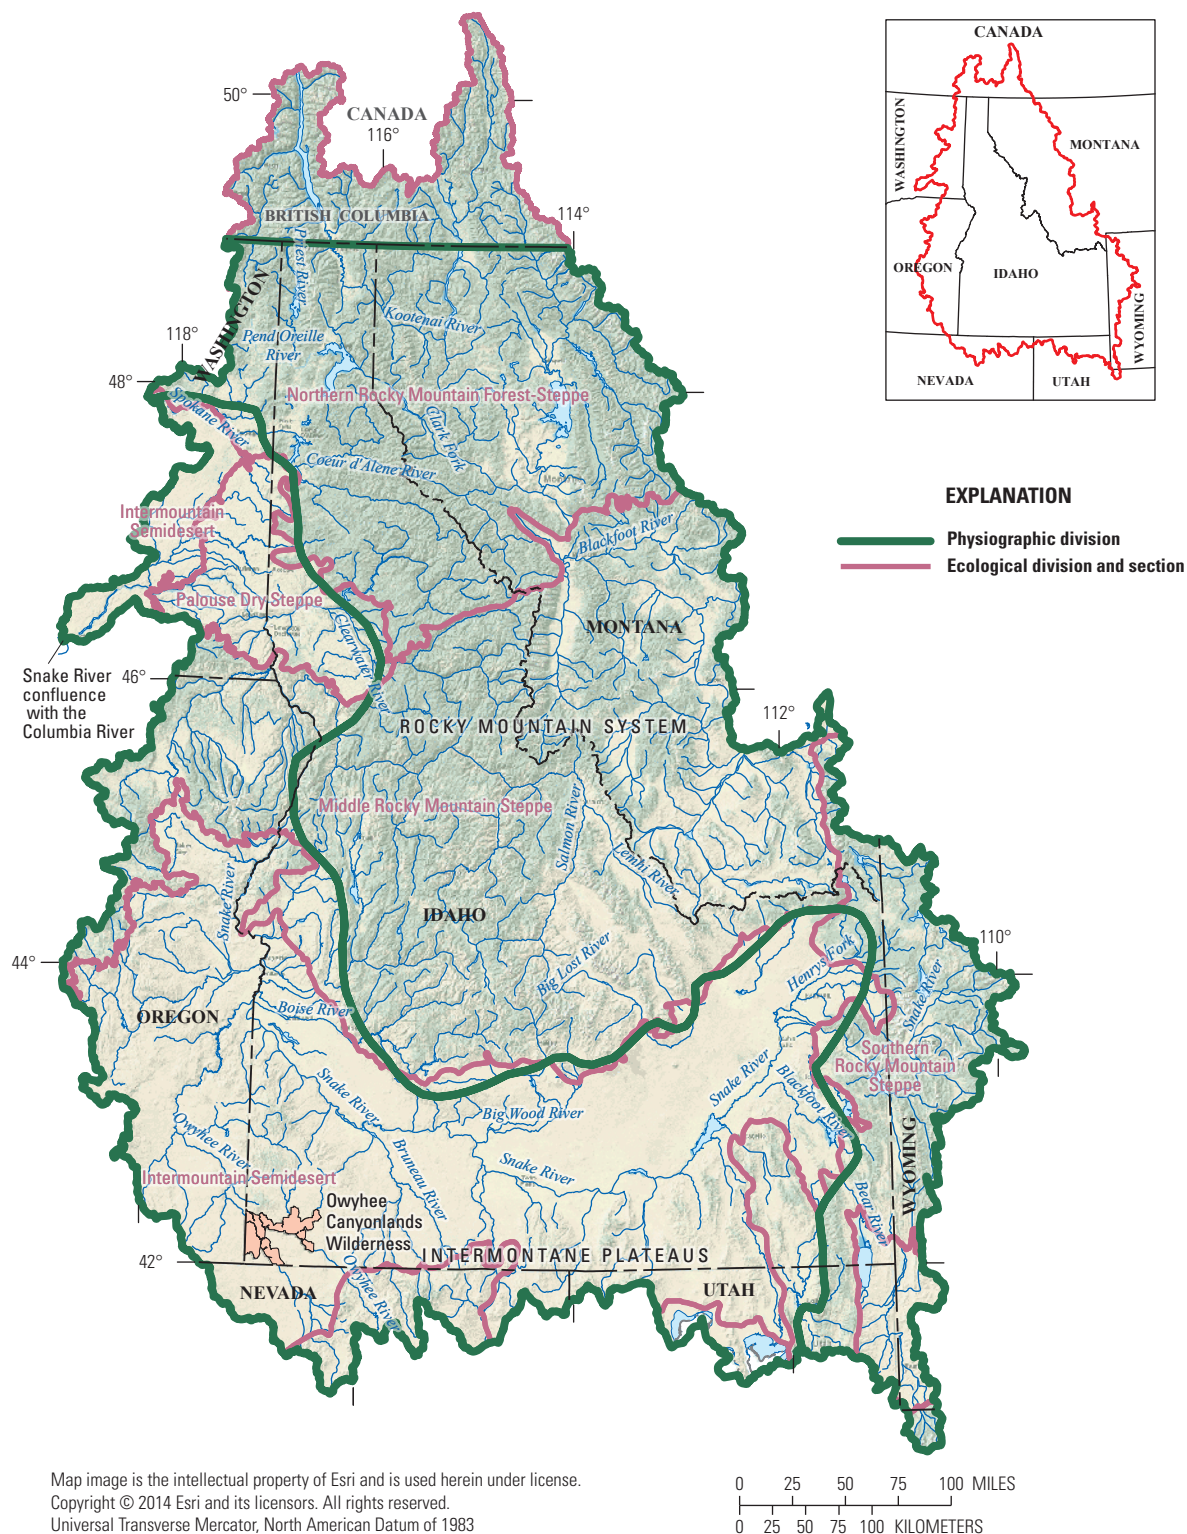 CANADA
50°
CANADA
116°
WASHINGTON
MONTANA
BRITISH COLUMBIA
114°
OREGON
IDAHO
WYOMING
NEVADA
UTAH
Priest River
WASHINGTON
118°
Kootenai River
Pend Oreille
River
48°
Northern Rocky Mountain Forest-Steppe
Spokane River
Clark Fork
Coeur d'Alene River
EXPLANATION
Physiographic division
Ecological division and section
Intermountain
Semidesert
Blackfoot River
Palouse Dry Steppe
Clearwater River
MONTANA
Snake River
confluence
with the
Columbia River
46°
ROCKY MOUNTAIN SYSTEM
112°
Middle Rocky Mountain Steppe
Salmon River
Lemhi River
Snake River
IDAHO
44°
110°
Big Lost River
Henrys Fork
Snake River
OREGON
Boise River
Southern
Rocky Mountain
Steppe
Snake River
Snake River
Blackfoot River
Big Wood River
Owyhee River
Bruneau River
Snake River
WYOMING
Intermountain Semidesert
Bear River
Owyhee
Canyonlands
Wilderness
INTERMONTANE PLATEAUS
42°
Owyhee River
NEVADA
UTAH
Map image is the intellectual property of Esri and is used herein under license.
Copyright © 2014 Esri and its licensors. All rights reserved.
Universal Transverse Mercator, North American Datum of 1983
0 25 50 75 100 MILES
0 25 50 75 100 KILOMETERS